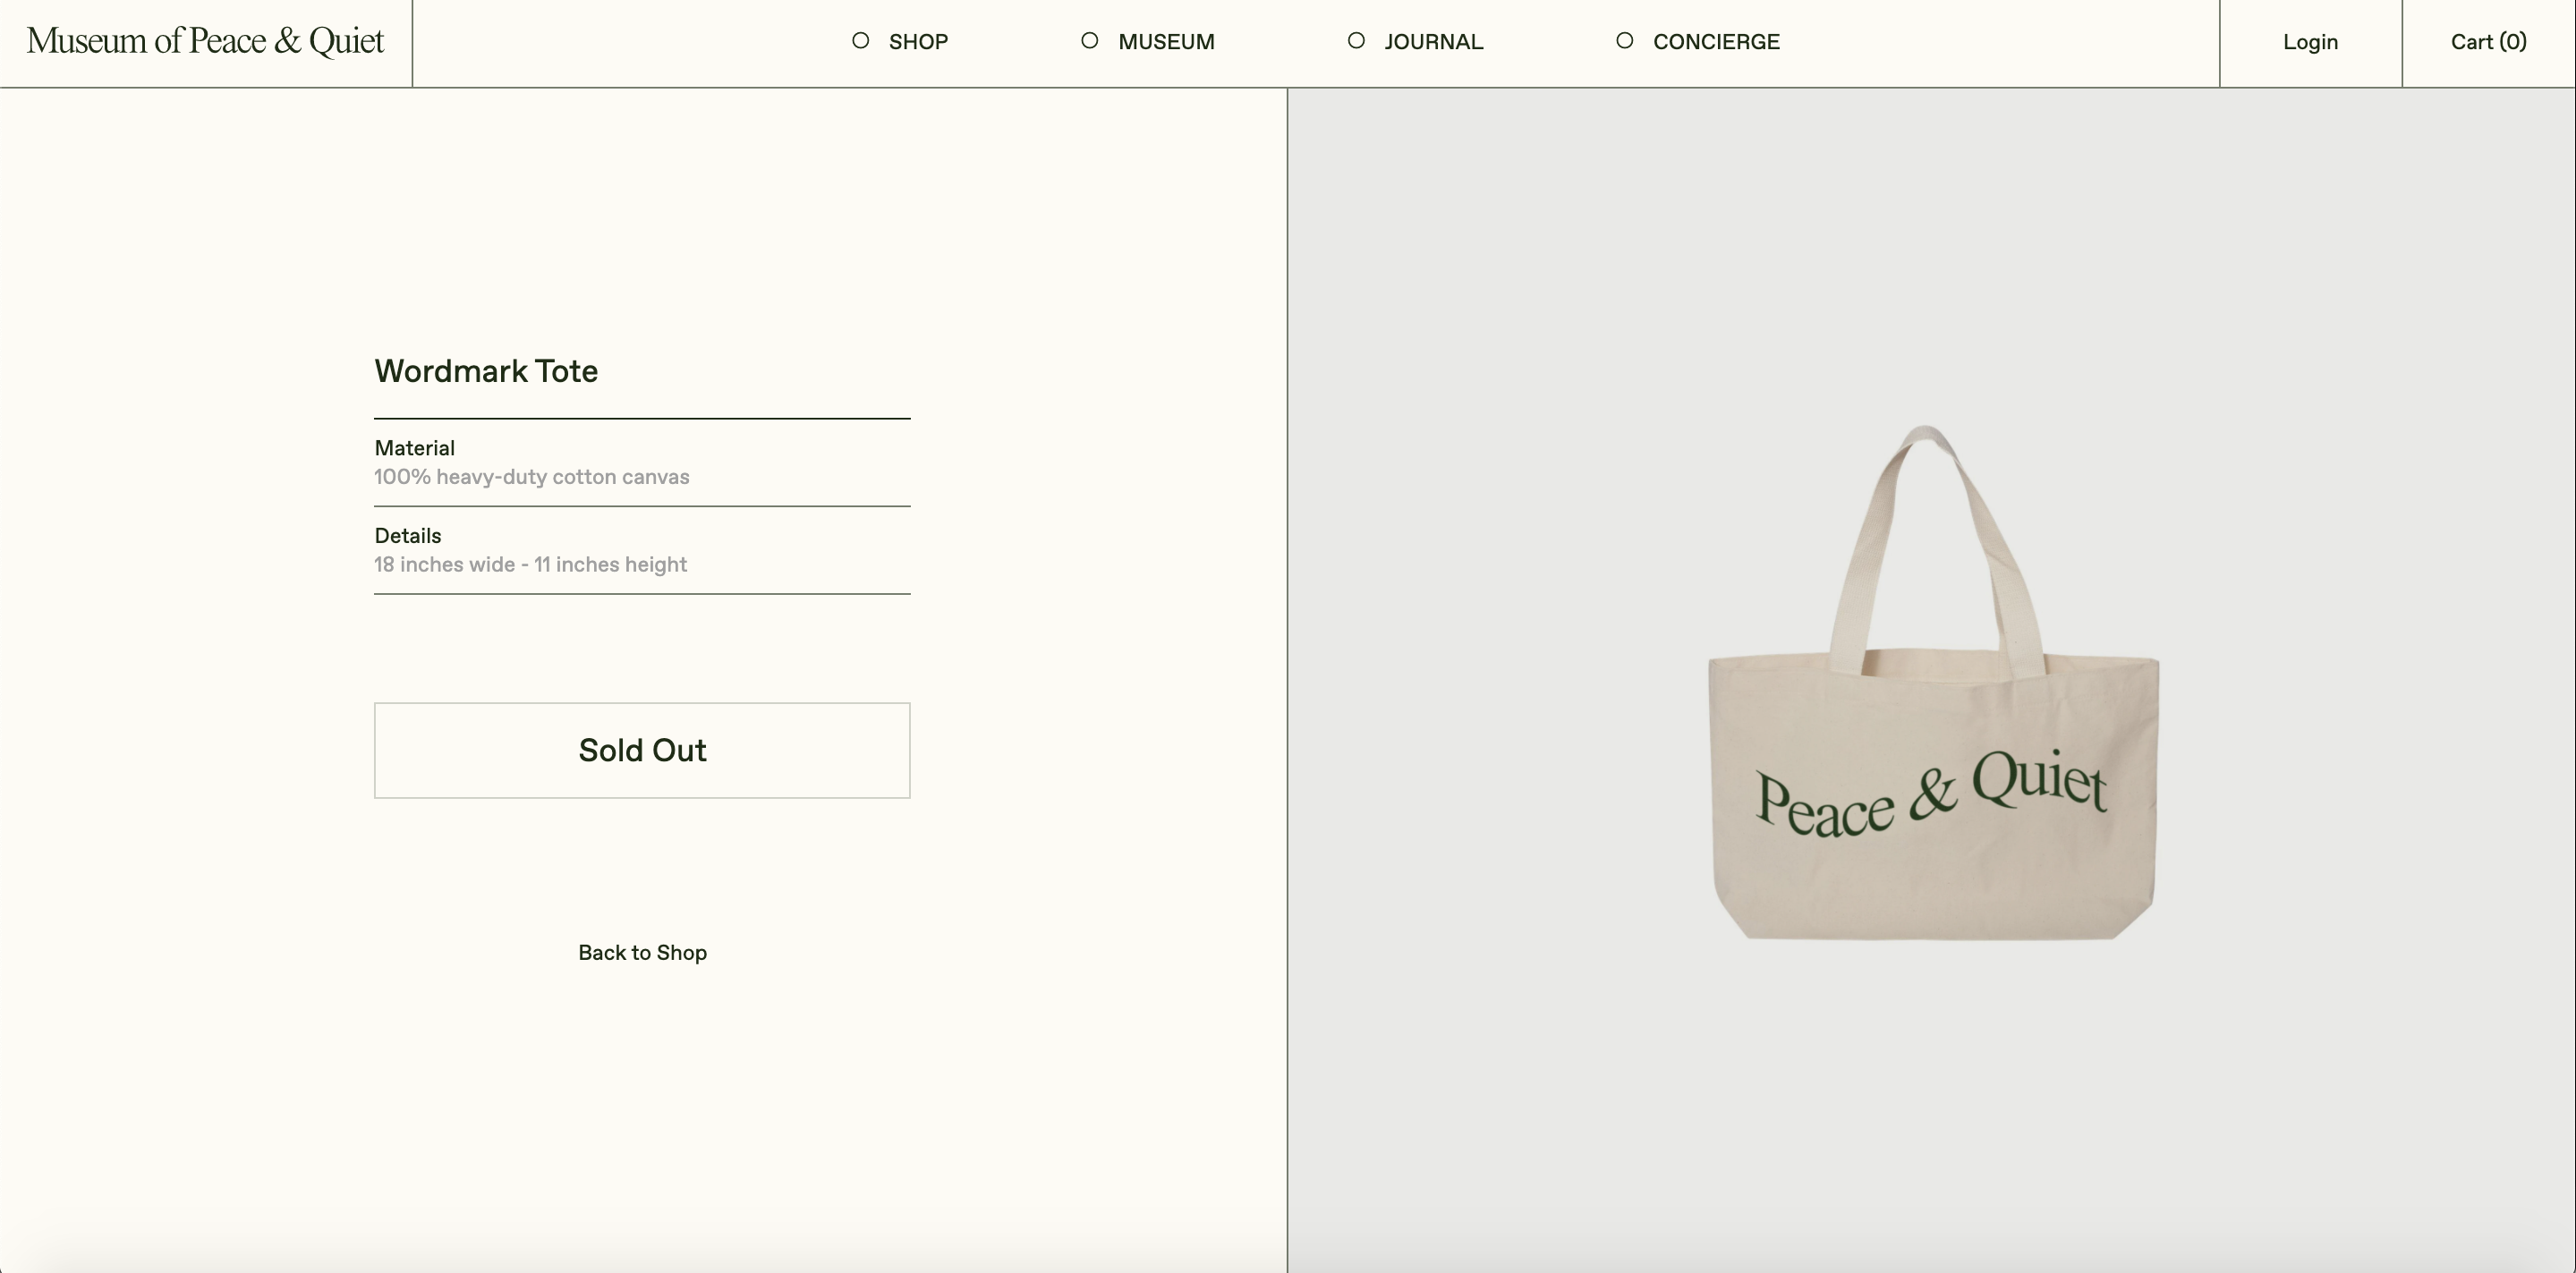 Museum of Peace & Quiet
SHOP
MUSEUM
JOURNAL
CONCIERGE
Login
Cart (0)
Wordmark Tote
Material
100% heavy-duty cotton canvas
Details
18 inches wide - 11 inches height
Sold Out
Back to Shop
Peace & Quiet